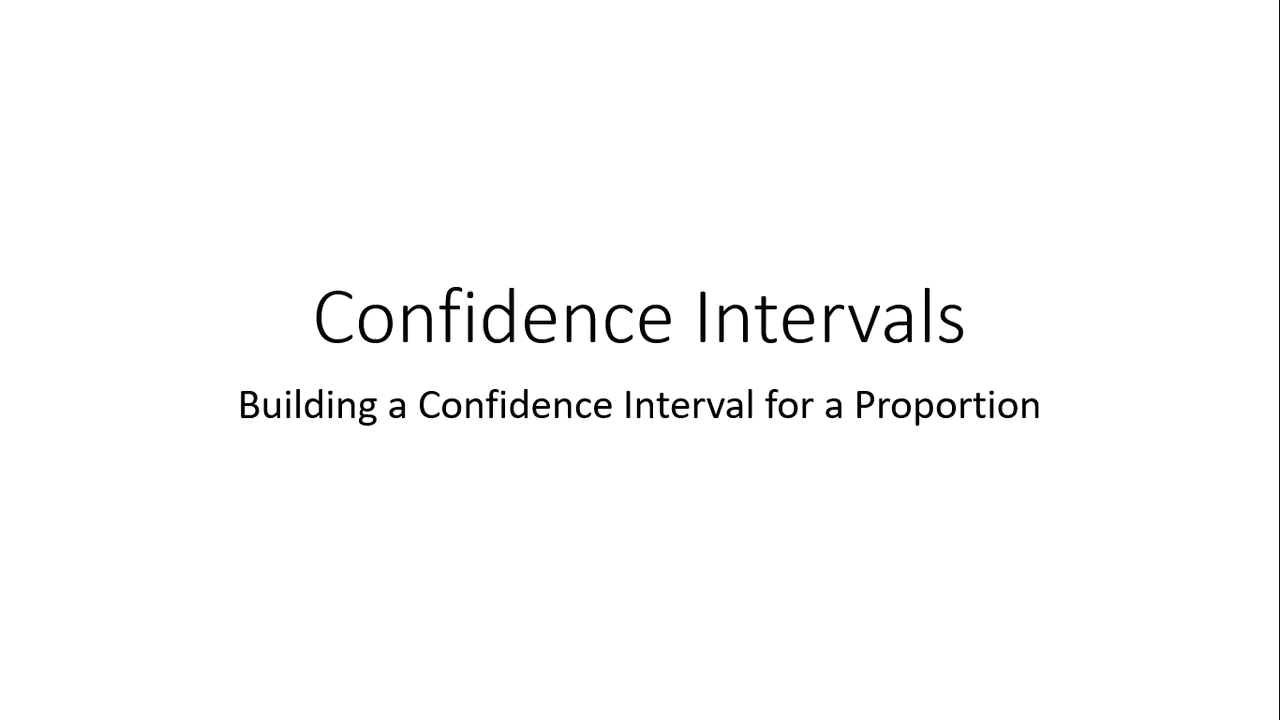 Confidence Intervals
Building a Confidence Interval for a Proportion